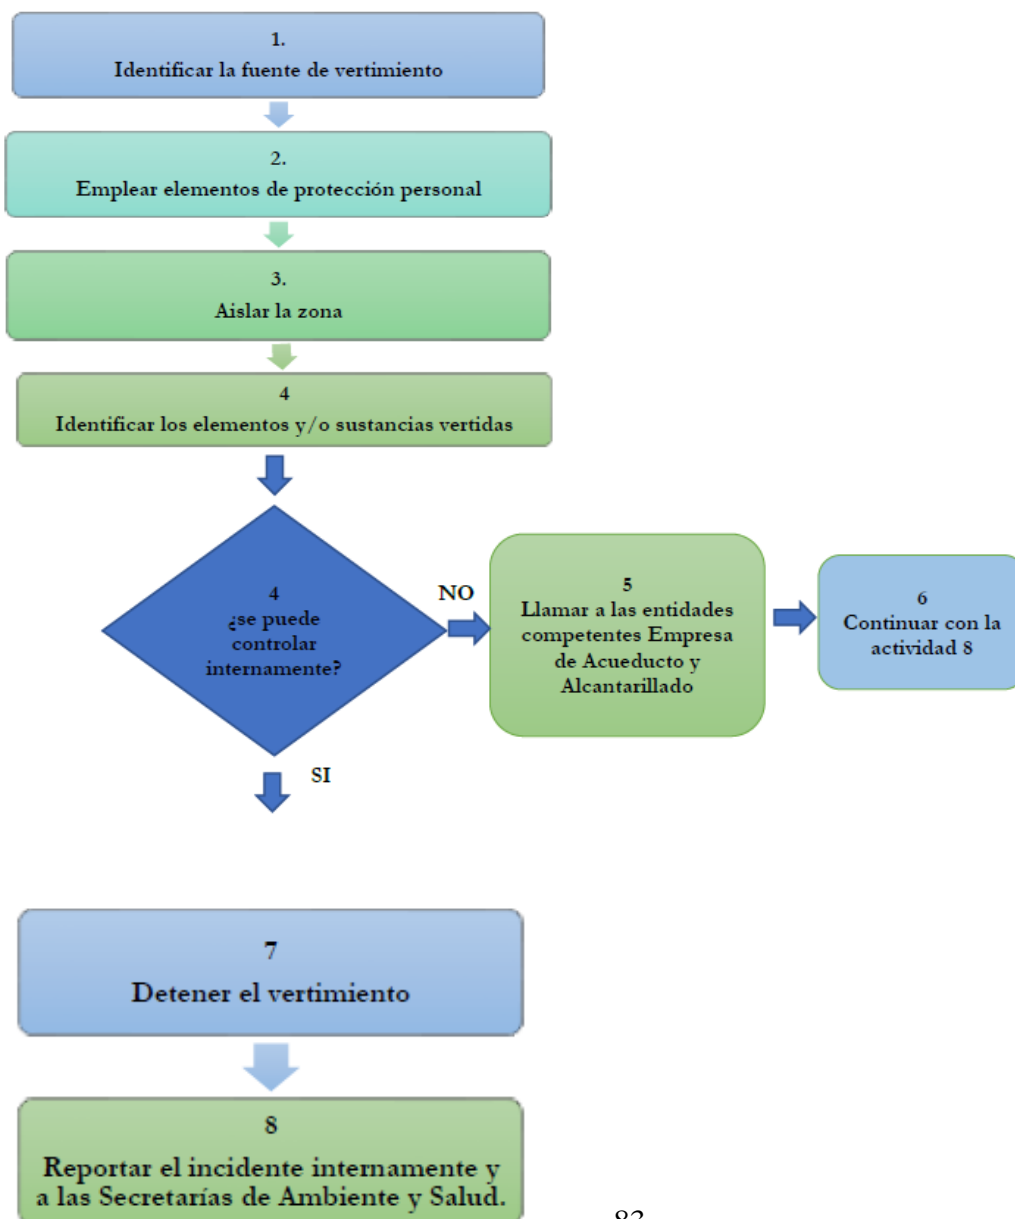 1.
Identificar la fuente de vertimiento
2.
Emplear elementos de protección personal
3.
Aislar la zona
4
Identificar los elementos y/o sustancias vertidas
4
¿se puede
controlar
internamente?
NO
5
Llamar a las entidades
competentes Empresa
de Acueducto y
Alcantarillado
6
Continuar con la
actividad 8
SI
7
Detener el vertimiento
8
Reportar el incidente internamente y
a las Secretarías de Ambiente y Salud.